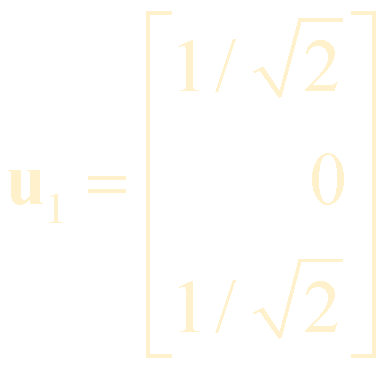 1/√2
u₁ = 0
1/√2